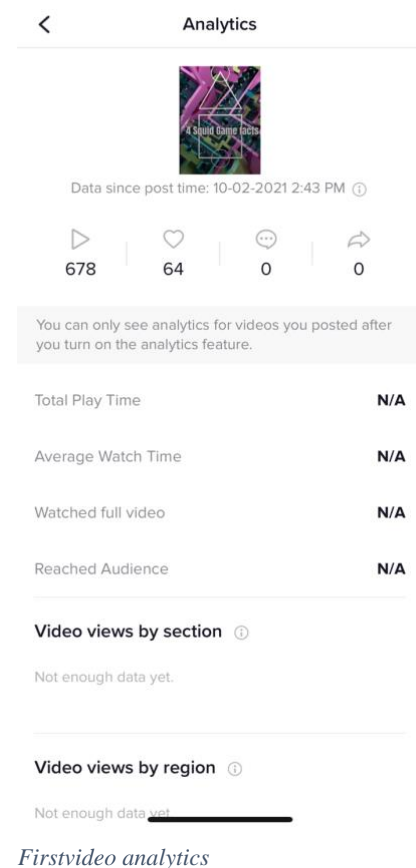 Analytics
4 Squid Game facts
Data since post time: 10-02-2021 2:43 PM
678
64
0
0
You can only see analytics for videos you posted after
you turn on the analytics feature.
Total Play Time N/A
Average Watch Time N/A
Watched full video N/A
Reached Audience N/A
Video views by section
Not enough data yet.
Video views by region
Not enough data yet
Firstvideo analytics